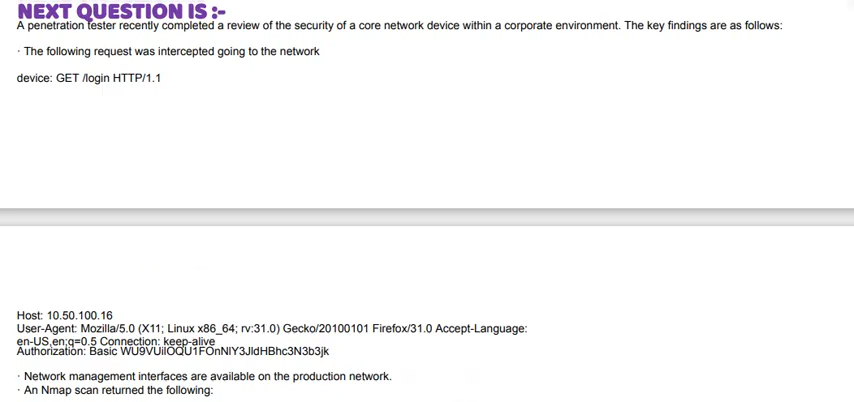 NEXT QUESTION IS :-
A penetration tester recently completed a review of the security of a core network device within a corporate environment. The key findings are as follows:
· The following request was intercepted going to the network
device: GET /login HTTP/1.1
Host: 10.50.100.16
User-Agent: Mozilla/5.0 (X11; Linux x86_64; rv:31.0) Gecko/20100101 Firefox/31.0 Accept-Language:
en-US,en;q=0.5 Connection: keep-alive
Authorization: Basic WU9VUilOQU1FOnNlY3JldHBhc3N3b3jk
· Network management interfaces are available on the production network.
· An Nmap scan returned the following: